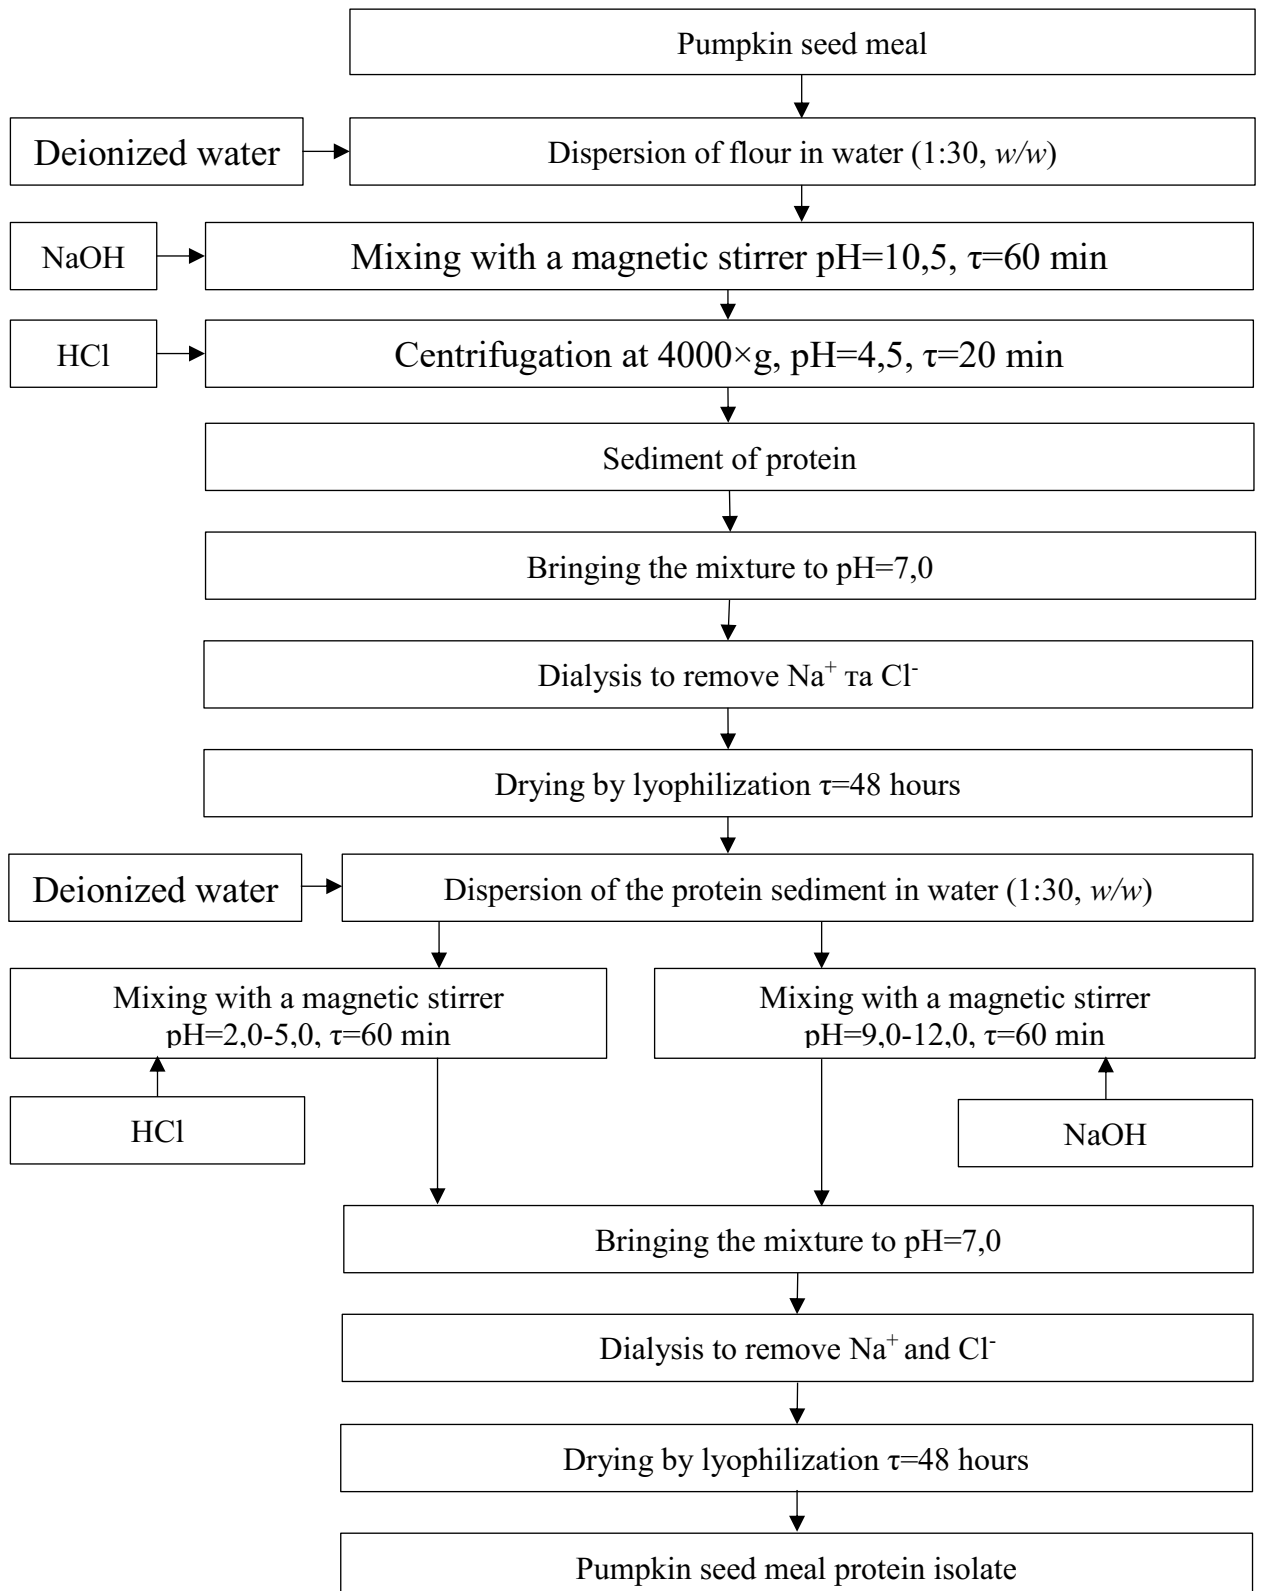 Pumpkin seed meal
Deionized water
Dispersion of flour in water (1:30, w/w)
NaOH
Mixing with a magnetic stirrer pH=10,5, τ=60 min
HCl
Centrifugation at 4000×g, pH=4,5, τ=20 min
Sediment of protein
Bringing the mixture to pH=7,0
Dialysis to remove Na⁺ та Cl⁻
Drying by lyophilization τ=48 hours
Deionized water
Dispersion of the protein sediment in water (1:30, w/w)
Mixing with a magnetic stirrer
pH=2,0-5,0, τ=60 min
Mixing with a magnetic stirrer
pH=9,0-12,0, τ=60 min
HCl
NaOH
Bringing the mixture to pH=7,0
Dialysis to remove Na⁺ and Cl⁻
Drying by lyophilization τ=48 hours
Pumpkin seed meal protein isolate